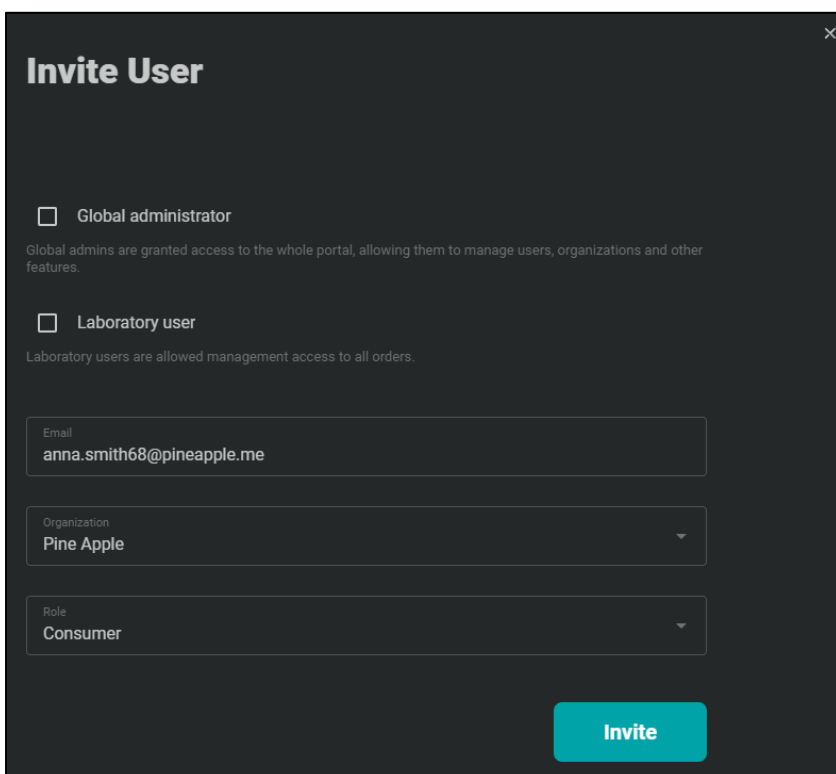 Invite User
Global administrator
Global admins are granted access to the whole portal, allowing them to manage users, organizations and other
features.
Laboratory user
Laboratory users are allowed management access to all orders.
Email
anna.smith68@pineapple.me
Organization
Pine Apple
Role
Consumer
Invite